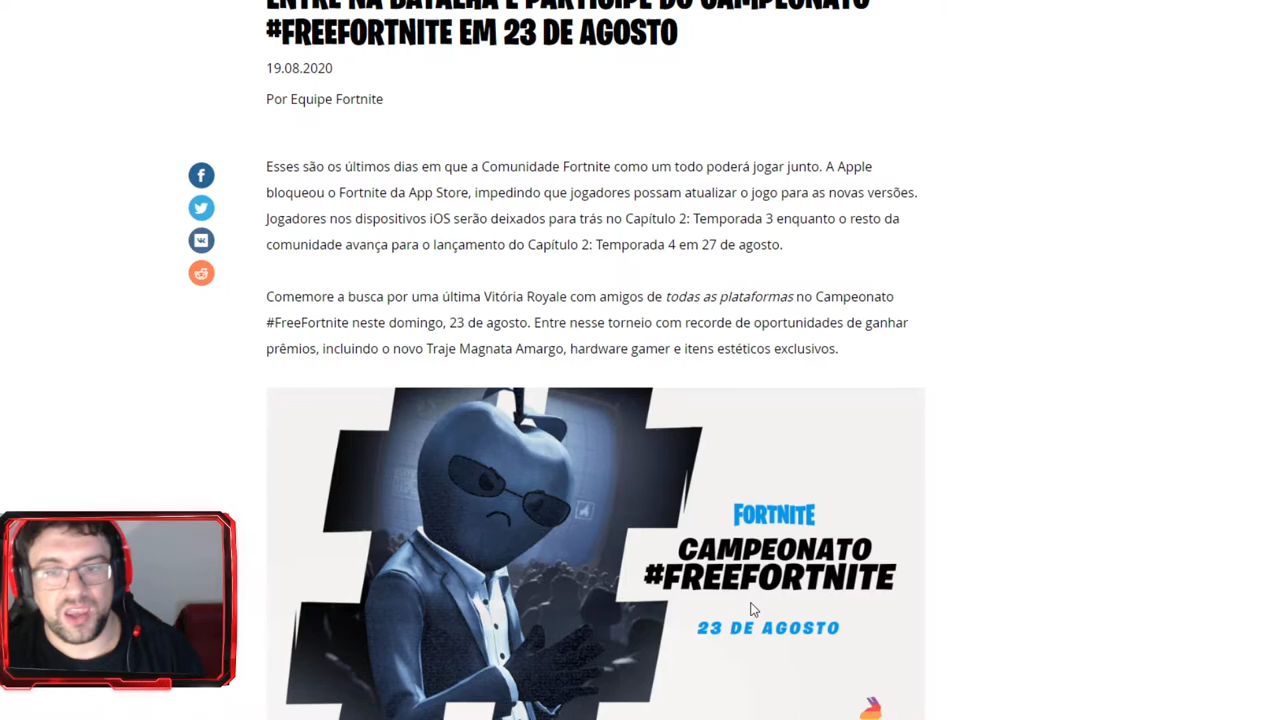 ENTRE NA BATALHA E PARTICIPE DO CAMPEONATO
#FREEFORTNITE EM 23 DE AGOSTO
19.08.2020
Por Equipe Fortnite
Esses são os últimos dias em que a Comunidade Fortnite como um todo poderá jogar junto. A Apple
bloqueou o Fortnite da App Store, impedindo que jogadores possam atualizar o jogo para as novas versões.
Jogadores nos dispositivos iOS serão deixados para trás no Capítulo 2: Temporada 3 enquanto o resto da
comunidade avança para o lançamento do Capítulo 2: Temporada 4 em 27 de agosto.
Comemore a busca por uma última Vitória Royale com amigos de todas as plataformas no Campeonato
#FreeFortnite neste domingo, 23 de agosto. Entre nesse torneio com recorde de oportunidades de ganhar
prêmios, incluindo o novo Traje Magnata Amargo, hardware gamer e itens estéticos exclusivos.
FORTNITE
CAMPEONATO
#FREEFORTNITE
23 DE AGOSTO